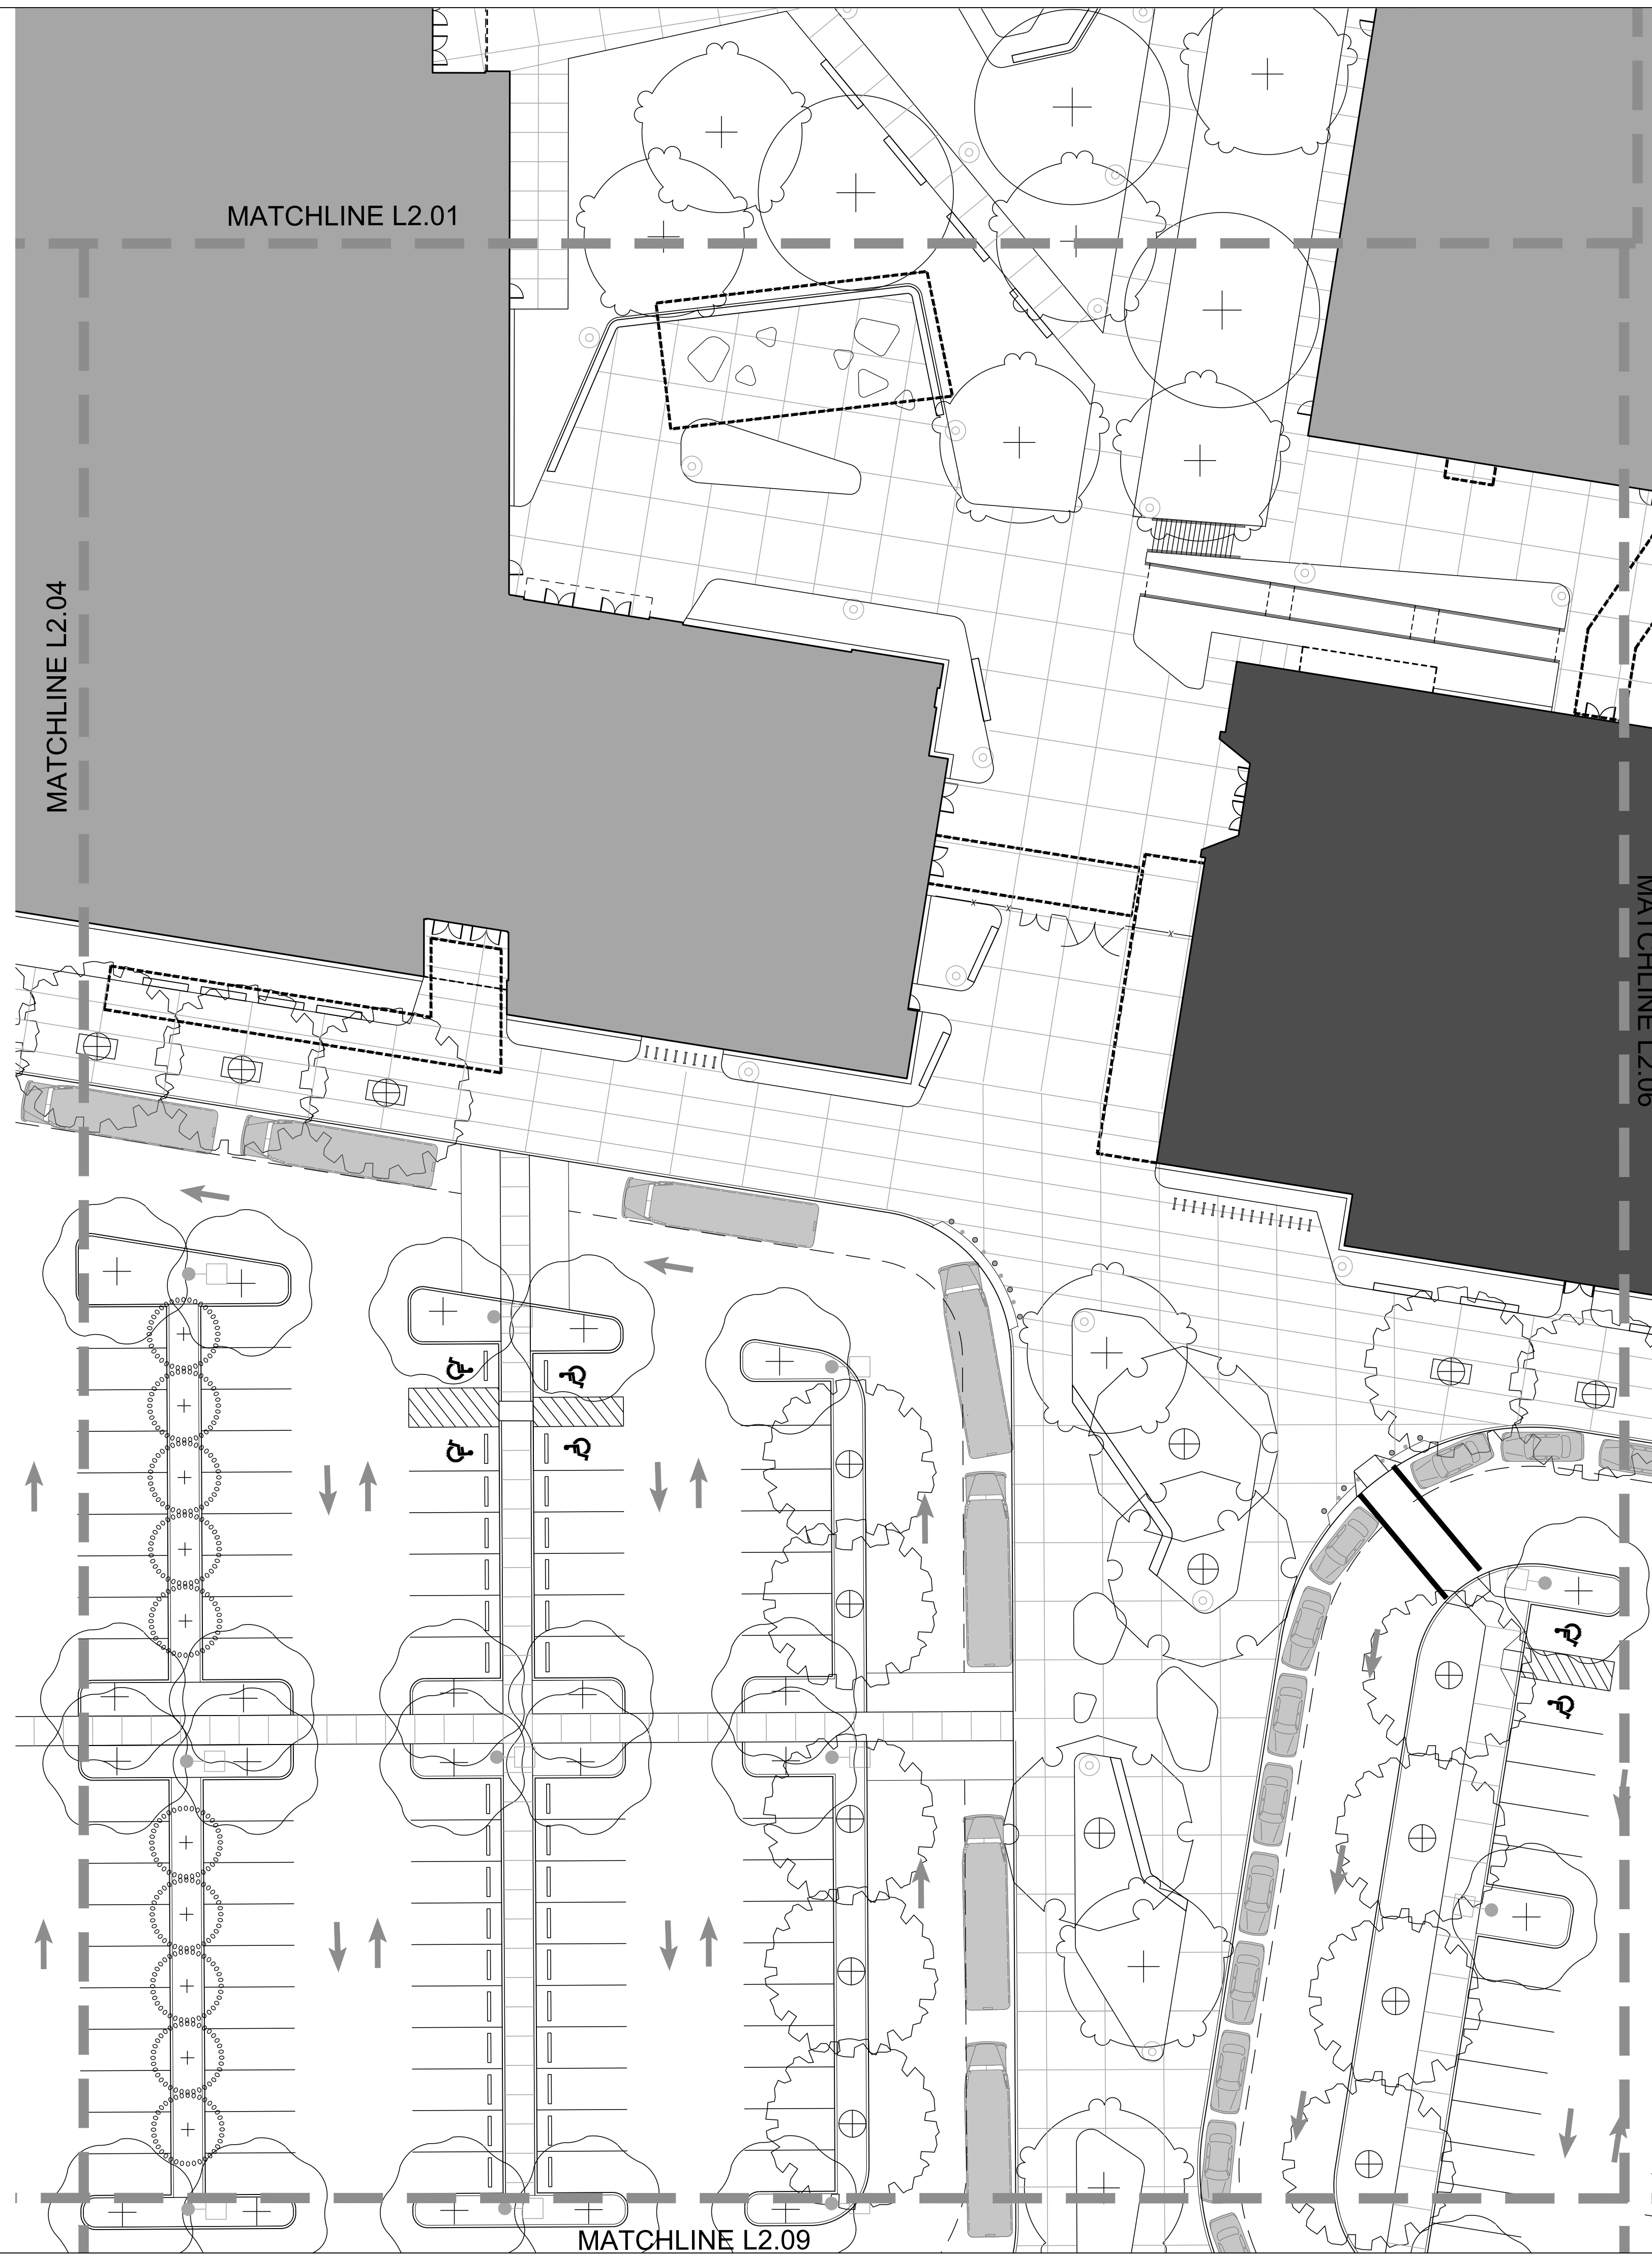 MATCHLINE L2.01
MATCHLINE L2.04
MATCHLINE L2.06
X
X
X
MATCHLINE L2.09